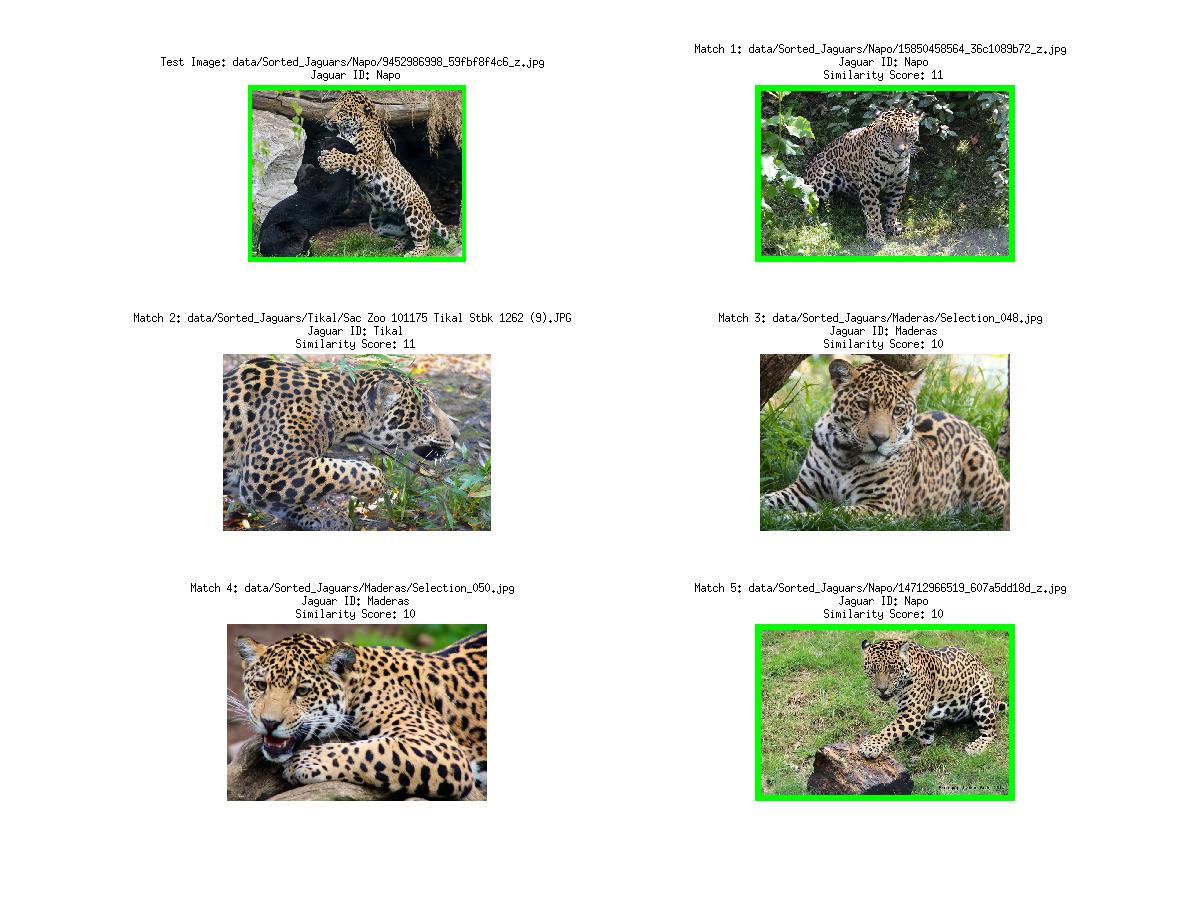 Test Image: data/Sorted_Jaguars/Napo/9452986998_59fbf8f4c6_z.jpg
Jaguar ID: Napo
Match 1: data/Sorted_Jaguars/Napo/15850458564_36c1089b72_z.jpg
Jaguar ID: Napo
Similarity Score: 11
Match 2: data/Sorted_Jaguars/Tikal/Sac Zoo 101175 Tikal Stbk 1262 (9).JPG
Jaguar ID: Tikal
Similarity Score: 11
Match 3: data/Sorted_Jaguars/Maderas/Selection_048.jpg
Jaguar ID: Maderas
Similarity Score: 10
Match 4: data/Sorted_Jaguars/Maderas/Selection_050.jpg
Jaguar ID: Maderas
Similarity Score: 10
Match 5: data/Sorted_Jaguars/Napo/14712966519_607a5dd18d_z.jpg
Jaguar ID: Napo
Similarity Score: 10